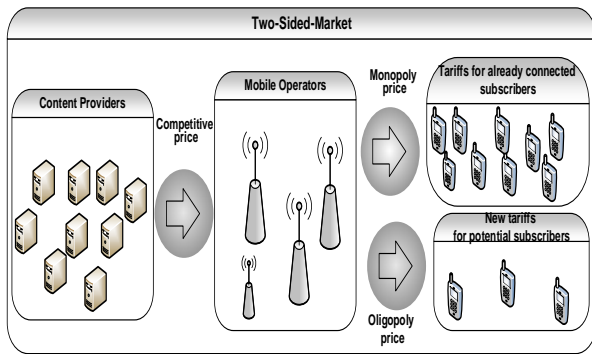 Two-Sided-Market
Content Providers
Competitive
price
Mobile Operators
Monopoly
price
Tariffs for already connected
subscribers
Oligopoly
price
New tariffs
for potential subscribers